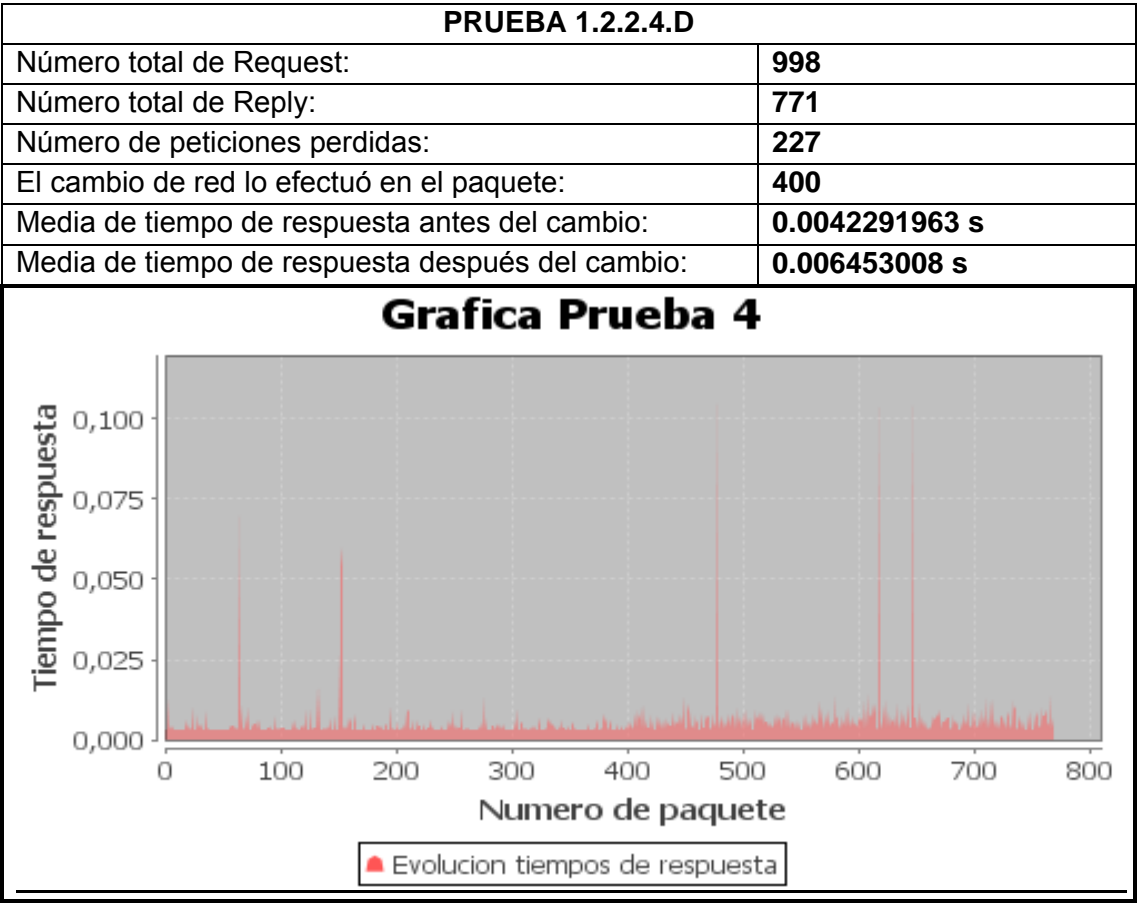 PRUEBA 1.2.2.4.D
Número total de Request: 998
Número total de Reply: 771
Número de peticiones perdidas: 227
El cambio de red lo efectuó en el paquete: 400
Media de tiempo de respuesta antes del cambio: 0.0042291963 s
Media de tiempo de respuesta después del cambio: 0.006453008 s
Grafica Prueba 4
Tiempo de respuesta
0,100
0,075
0,050
0,025
0,000
0 100 200 300 400 500 600 700 800
Numero de paquete
Evolucion tiempos de respuesta